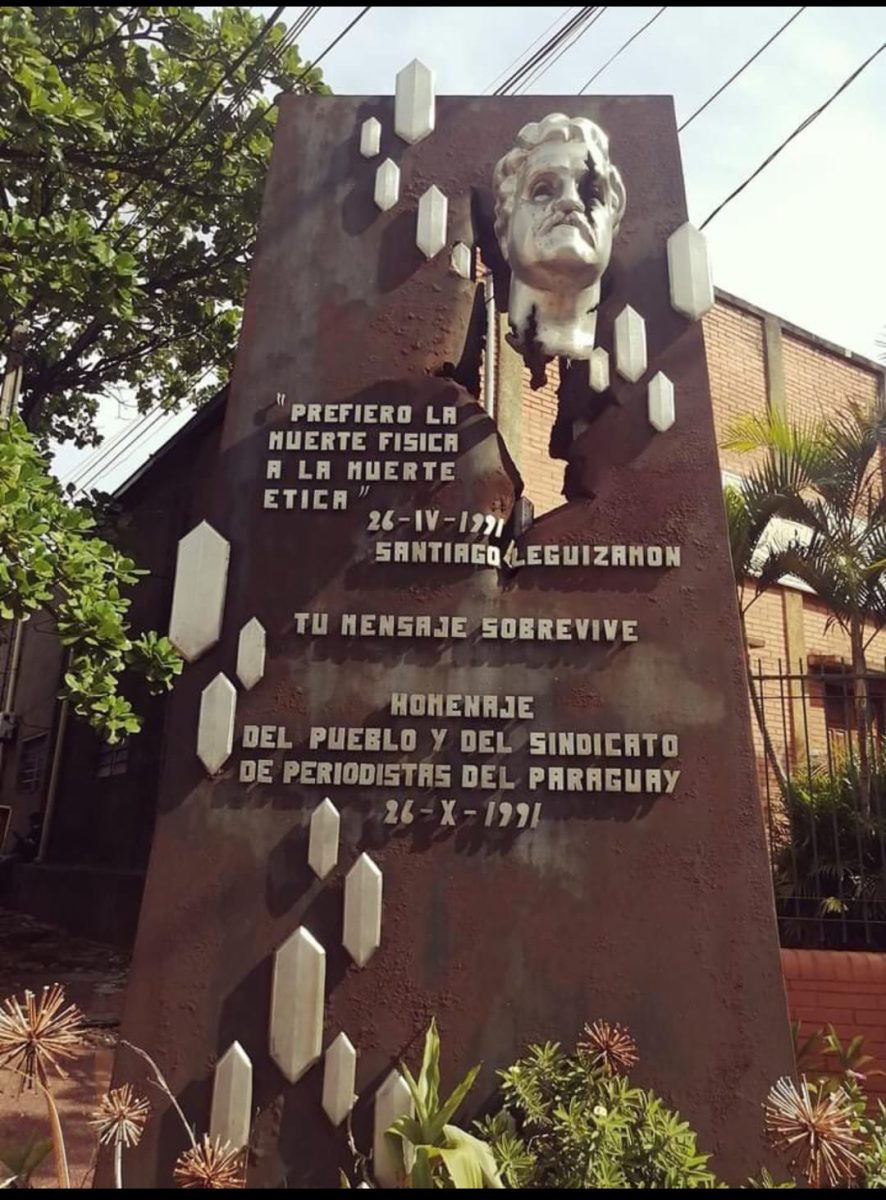 "PREFIERO LA
MUERTE FISICA
A LA MUERTE
ETICA"
26-IV-1991
SANTIAGO LEGUIZAMON
TU MENSAJE SOBREVIVE
HOMENAJE
DEL PUEBLO Y DEL SINDICATO
DE PERIODISTAS DEL PARAGUAY
26-X-1991